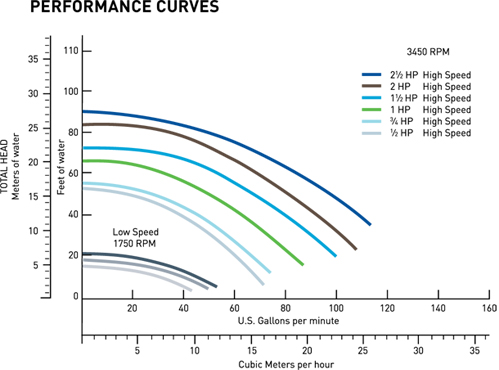 PERFORMANCE CURVES
3450 RPM
2½ HP High Speed
2 HP High Speed
1½ HP High Speed
1 HP High Speed
¾ HP High Speed
½ HP High Speed
TOTAL HEAD
Meters of water
35
30
25
20
15
10
5
Feet of water
110
100
80
60
40
20
0
Low Speed
1750 RPM
20 40 60 80 100 120 140 160
U.S. Gallons per minute
5 10 15 20 25 30 35
Cubic Meters per hour